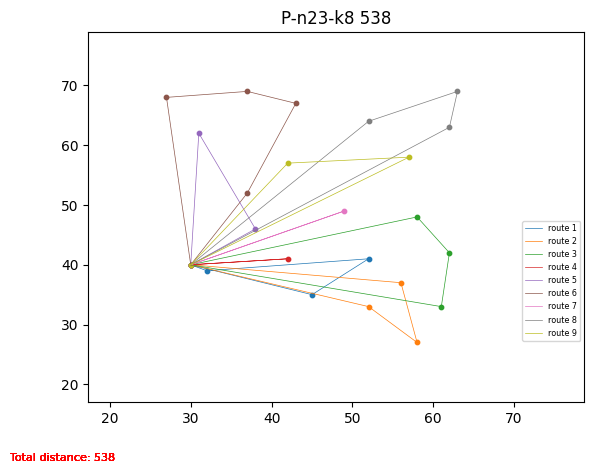 P-n23-k8 538
70
60
50
40
30
20
20 30 40 50 60 70
route 1
route 2
route 3
route 4
route 5
route 6
route 7
route 8
route 9
Total distance: 538